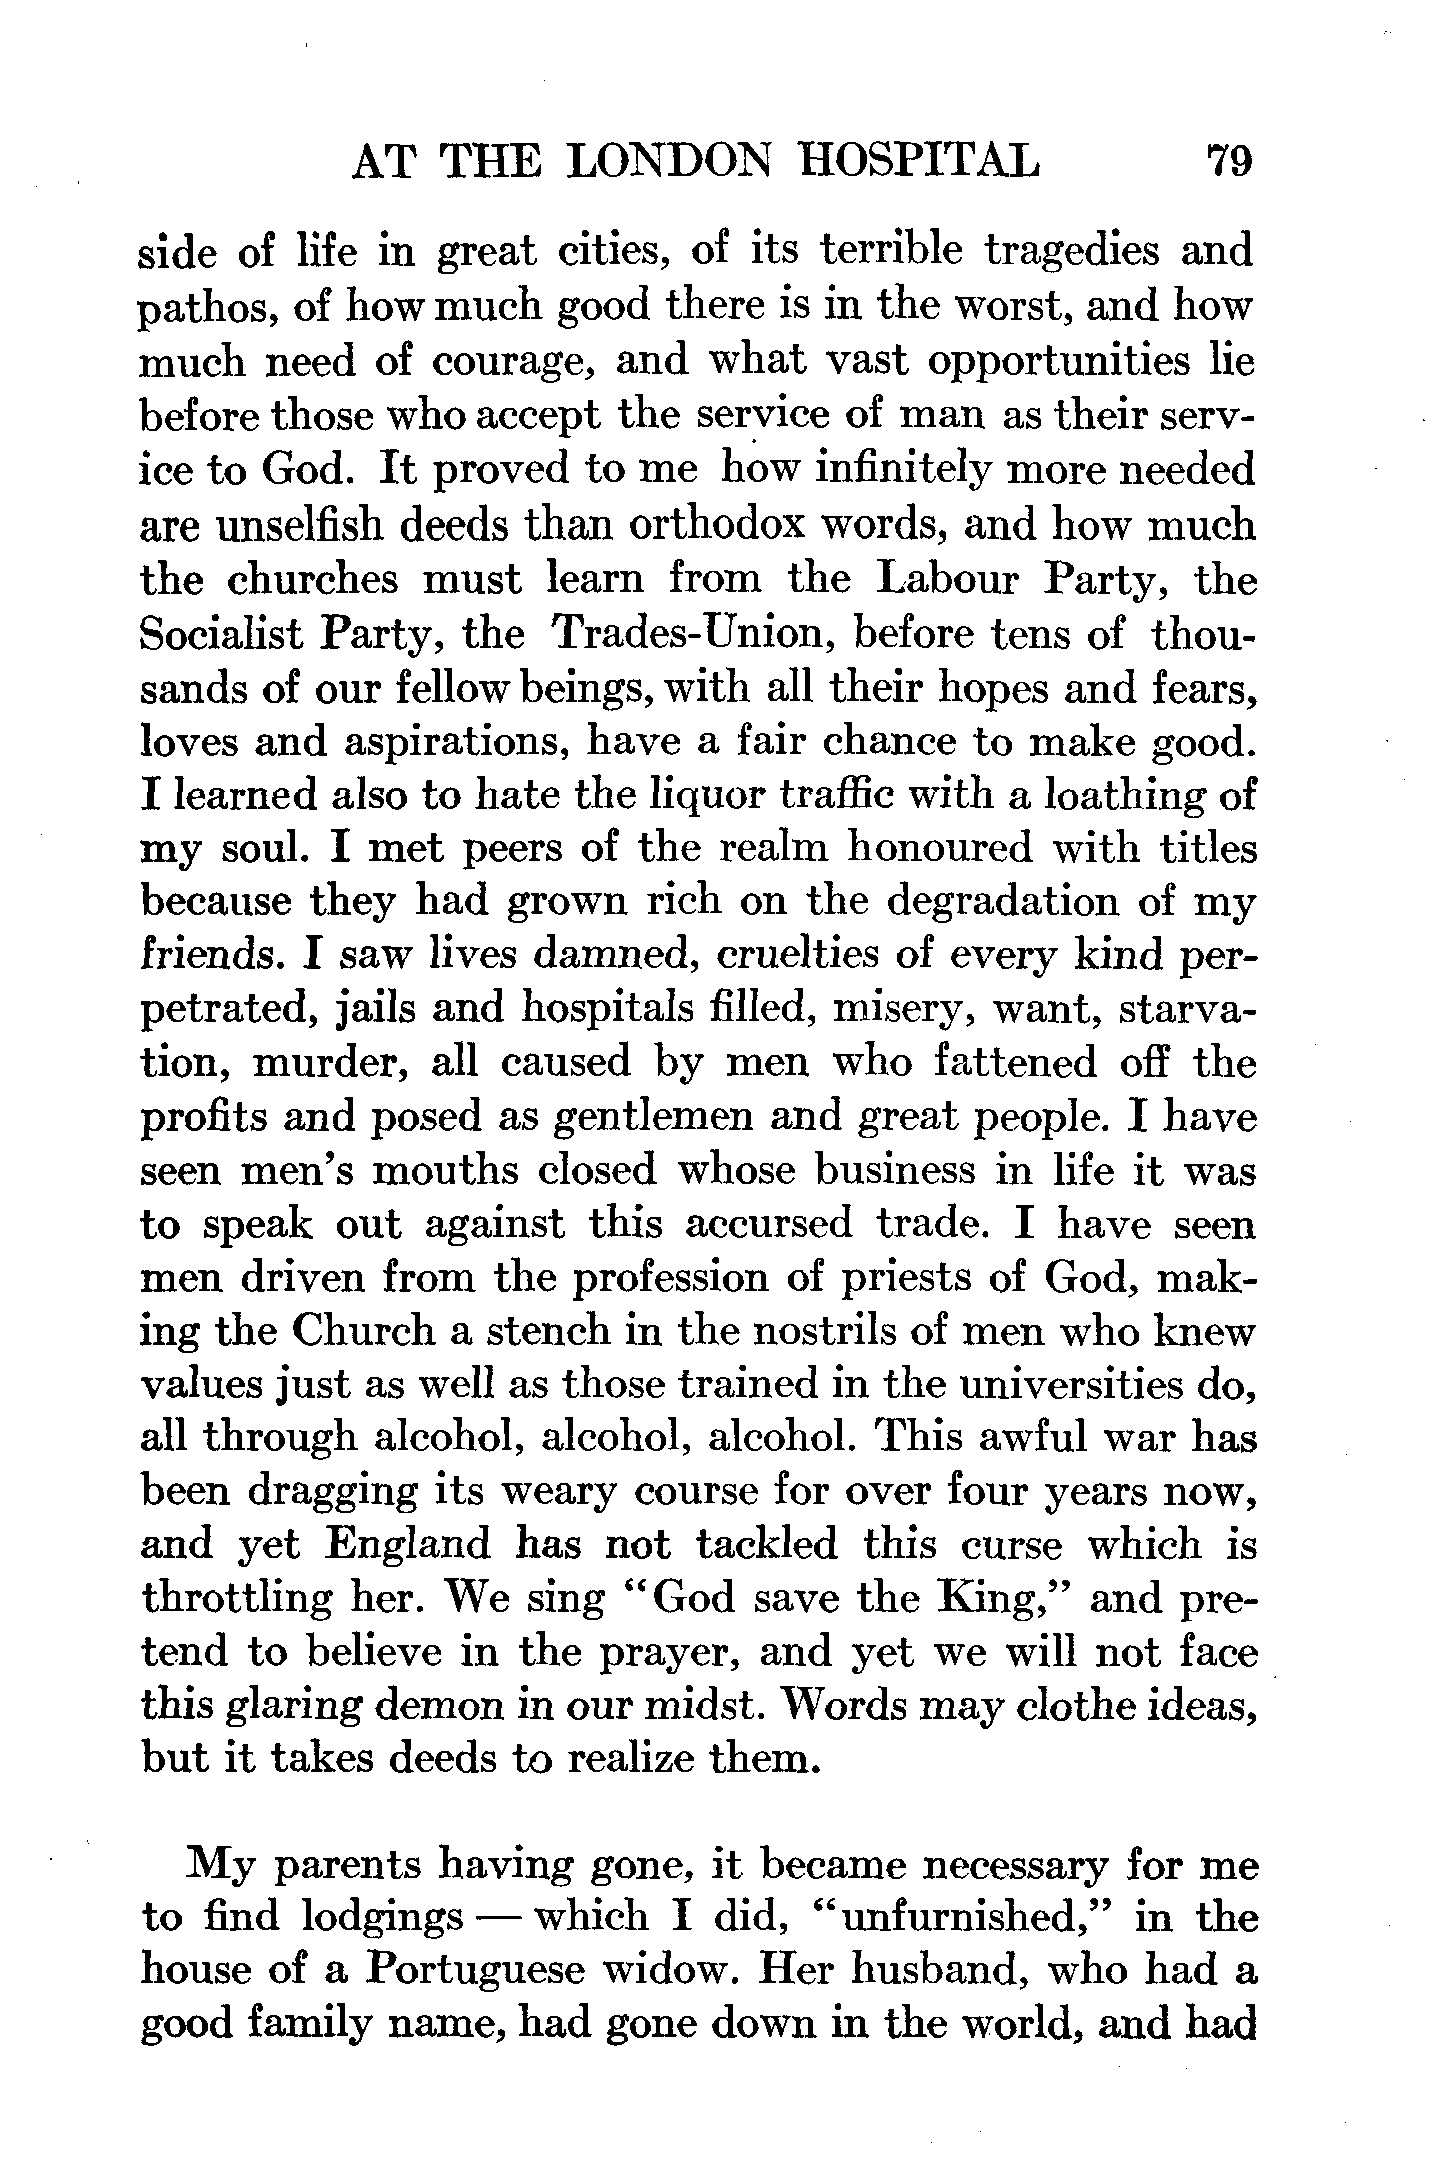 AT THE LONDON HOSPITAL 79
side of life in great cities, of its terrible tragedies and
pathos, of how much good there is in the worst, and how
much need of courage, and what vast opportunities lie
before those who accept the service of man as their serv-
ice to God. It proved to me how infinitely more needed
are unselfish deeds than orthodox words, and how much
the churches must learn from the Labour Party, the
Socialist Party, the Trades-Union, before tens of thou-
sands of our fellow beings, with all their hopes and fears,
loves and aspirations, have a fair chance to make good.
I learned also to hate the liquor traffic with a loathing of
my soul. I met peers of the realm honoured with titles
because they had grown rich on the degradation of my
friends. I saw lives damned, cruelties of every kind per-
petrated, jails and hospitals filled, misery, want, starva-
tion, murder, all caused by men who fattened off the
profits and posed as gentlemen and great people. I have
seen men's mouths closed whose business in life it was
to speak out against this accursed trade. I have seen
men driven from the profession of priests of God, mak-
ing the Church a stench in the nostrils of men who knew
values just as well as those trained in the universities do,
all through alcohol, alcohol, alcohol. This awful war has
been dragging its weary course for over four years now,
and yet England has not tackled this curse which is
throttling her. We sing "God save the King," and pre-
tend to believe in the prayer, and yet we will not face
this glaring demon in our midst. Words may clothe ideas,
but it takes deeds to realize them.
My parents having gone, it became necessary for me
to find lodgings — which I did, "unfurnished," in the
house of a Portuguese widow. Her husband, who had a
good family name, had gone down in the world, and had